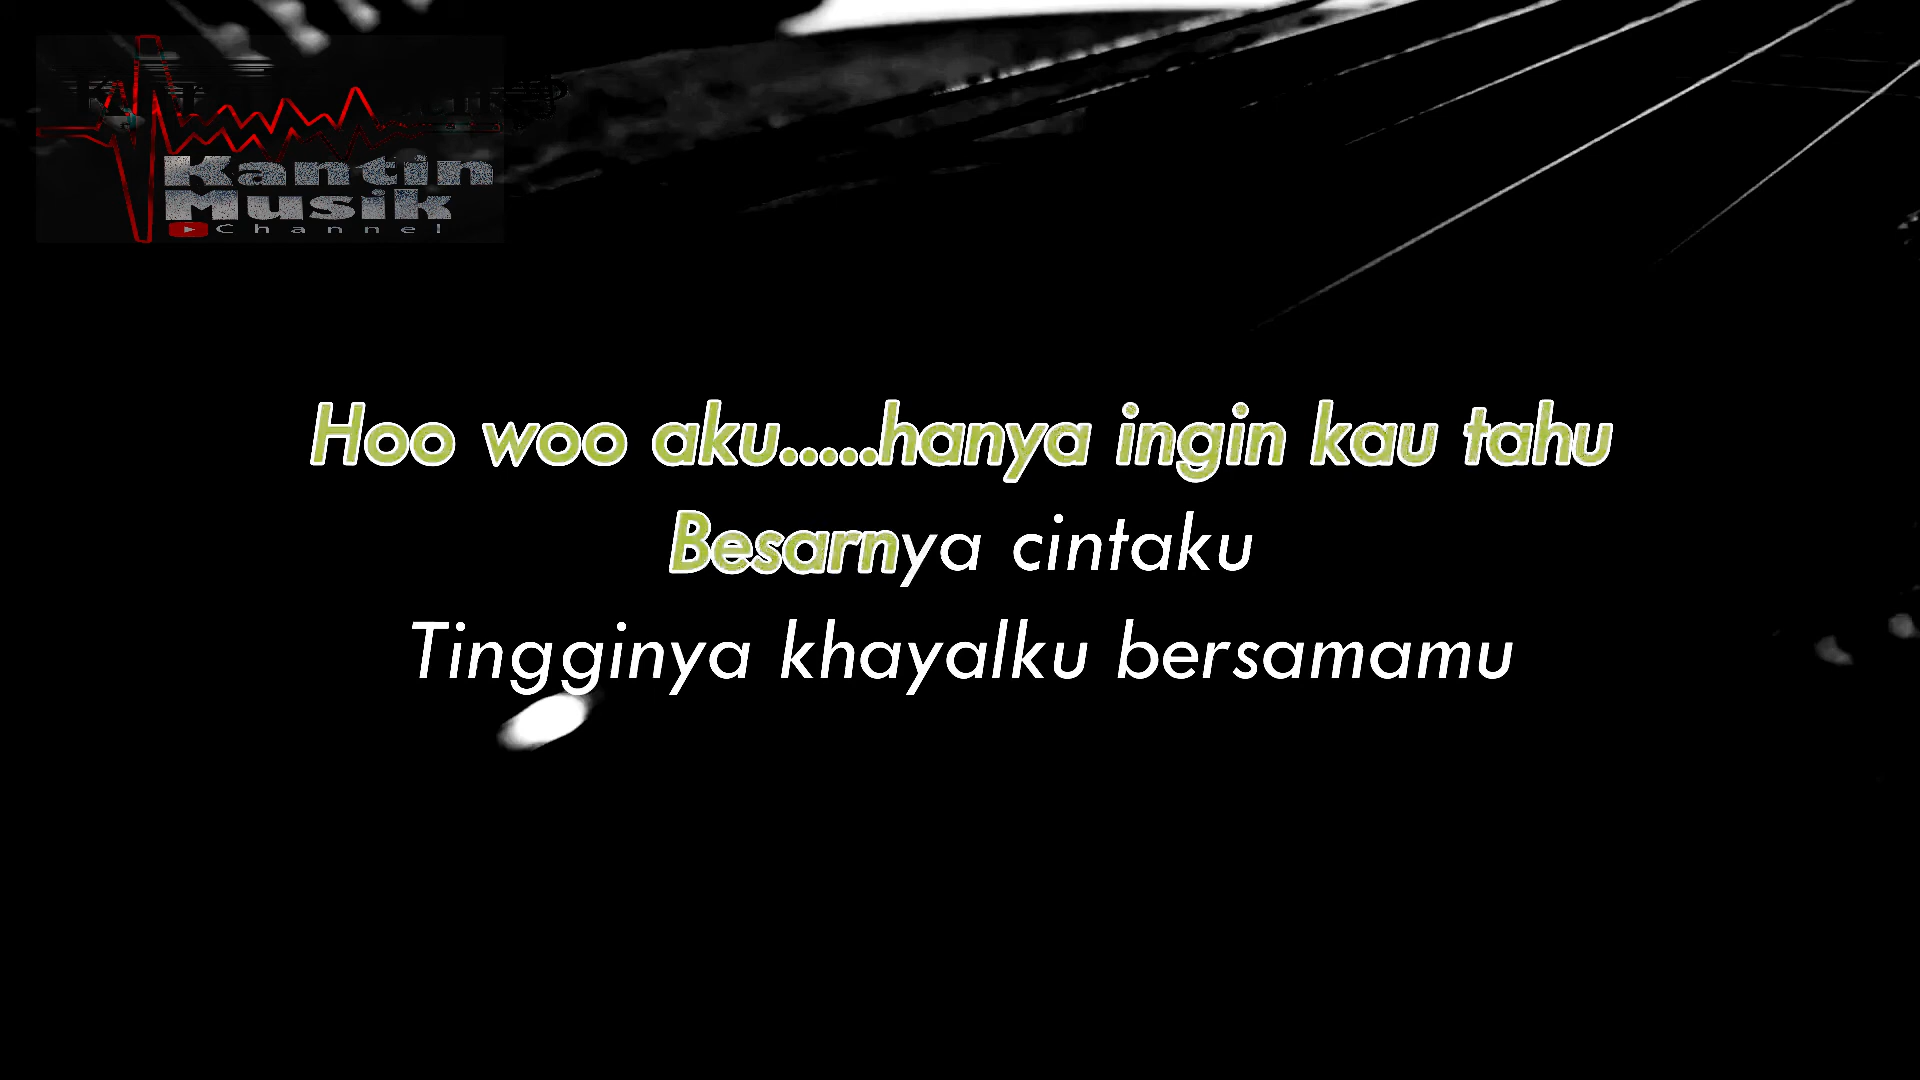 Kantin
Musik
Channel
Hoo woo aku.....hanya ingin kau tahu
Besarnya cintaku
Tingginya khayalku bersamamu